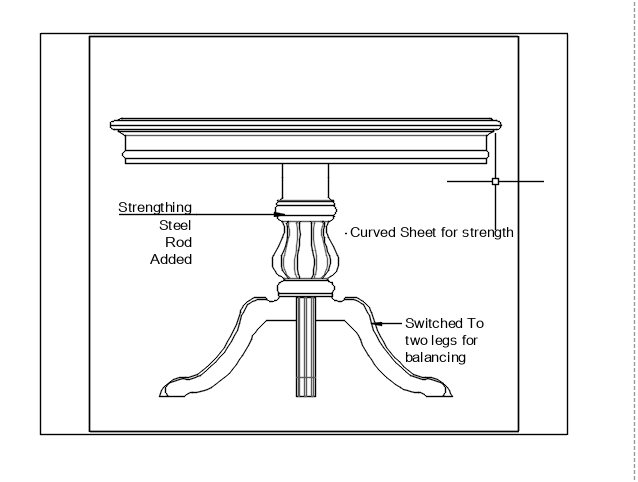 Strengthing
Steel
Rod
Added
Curved Sheet for strength
Switched To
two legs for
balancing